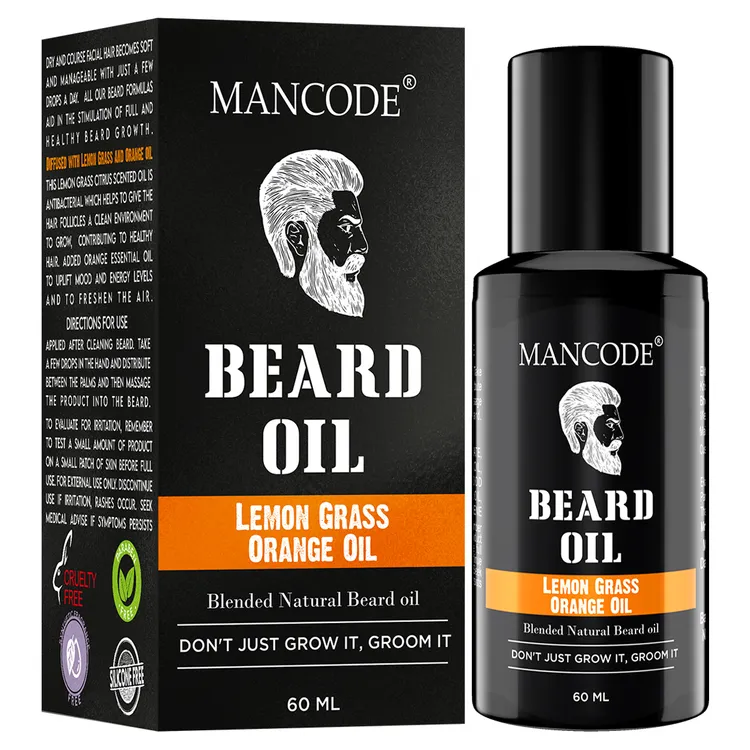 DRY AND COURSE FACIAL HAIR BECOMES SOFT
AND MANAGEABLE WITH JUST A FEW
DROPS A DAY. ALL OUR BEARD FORMULAS
AID IN THE STIMULATION OF FULL AND
HEALTHY BEARD GROWTH.
DIFFUSED WITH LEMON GRASS AND ORANGE OIL
THIS LEMON GRASS CITRUS SCENTED OIL IS
ANTIBACTERIAL WHICH HELPS TO GIVE THE
HAIR FOLLICLES A CLEAN ENVIRONMENT
TO GROW, CONTRIBUTING TO HEALTHY
HAIR. ADDED ORANGE ESSENTIAL OIL
TO UPLIFT MOOD AND ENERGY LEVELS
AND TO FRESHEN THE AIR.
DIRECTIONS FOR USE
APPLIED AFTER CLEANING BEARD. TAKE
A FEW DROPS IN THE HAND AND DISTRIBUTE
BETWEEN THE PALMS AND THEN MASSAGE
THE PRODUCT INTO THE BEARD.
TO EVALUATE FOR IRRITATION, REMEMBER
TO TEST A SMALL AMOUNT OF PRODUCT
ON A SMALL PATCH OF SKIN BEFORE FULL
USE. FOR EXTERNAL USE ONLY. DISCONTINUE
USE IF IRRITATION, RASHES OCCUR. SEEK
MEDICAL ADVISE IF SYMPTOMS PERSISTS
CRUELTY
FREE
FREE
FREE
SILICONE FREE
MANCODE®
BEARD
OIL
LEMON GRASS
ORANGE OIL
Blended Natural Beard oil
DON'T JUST GROW IT, GROOM IT
60 ML
MANCODE®
BEARD
OIL
LEMON GRASS
ORANGE OIL
Blended Natural Beard oil
DON'T JUST GROW IT, GROOM IT
60 ML